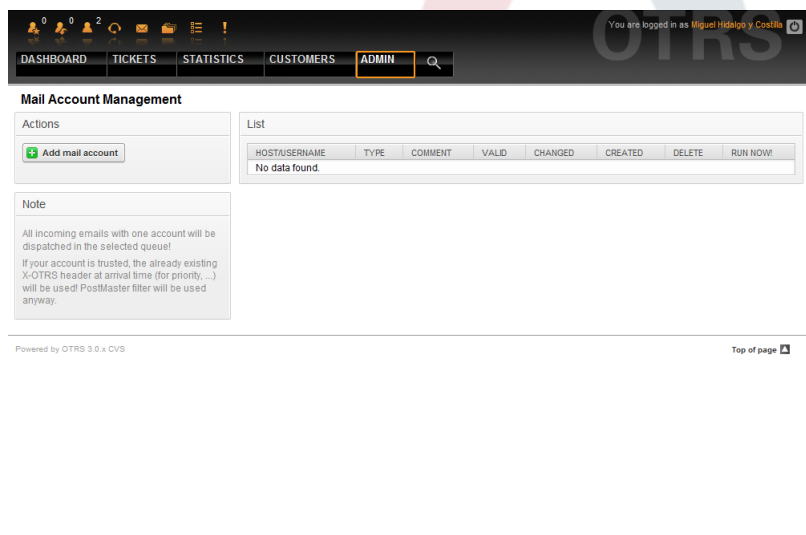 0 0 2
You are logged in as Miguel Hidalgo y Costilla
OTRS
DASHBOARD TICKETS STATISTICS CUSTOMERS ADMIN
Mail Account Management
Actions
Add mail account
List
HOST/USERNAME TYPE COMMENT VALID CHANGED CREATED DELETE RUN NOW!
No data found.
Note
All incoming emails with one account will be
dispatched in the selected queue!
If your account is trusted, the already existing
X-OTRS header at arrival time (for priority, ...)
will be used! PostMaster filter will be used
anyway.
Powered by OTRS 3.0.x CVS
Top of page